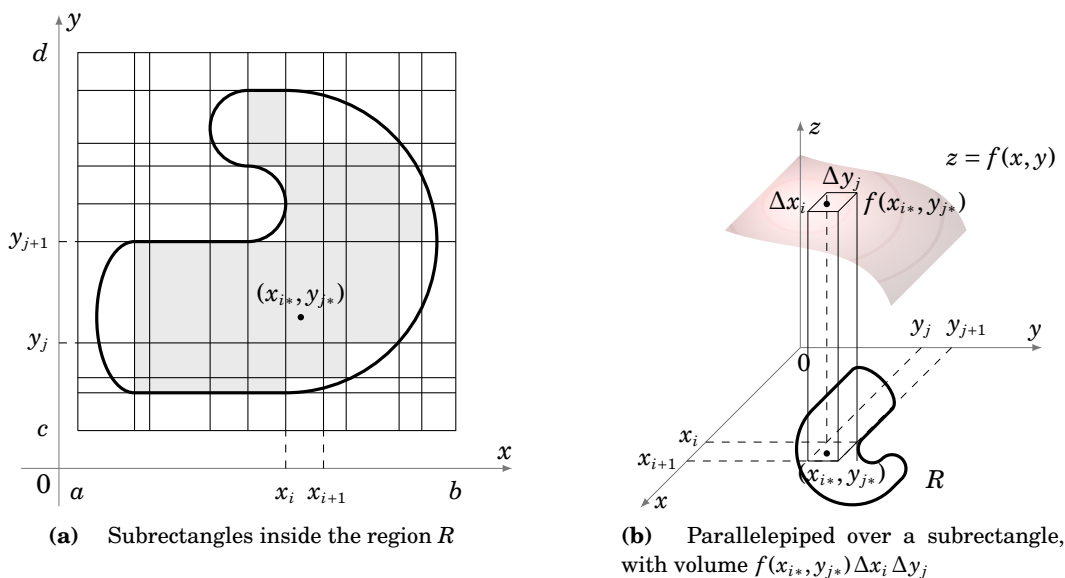 y
d
y_{j+1}
(x_{i*}, y_{j*})
y_j
c
x
0 a x_i x_{i+1} b
(a) Subrectangles inside the region R
z
z = f(x, y)
Δy_j
Δx_i f(x_{i*}, y_{j*})
y_j y_{j+1}
y
0
x_i
x_{i+1}
(x_{i*}, y_{j*}) R
x
(b) Parallelepiped over a subrectangle,
with volume f(x_{i*}, y_{j*}) Δx_i Δy_j